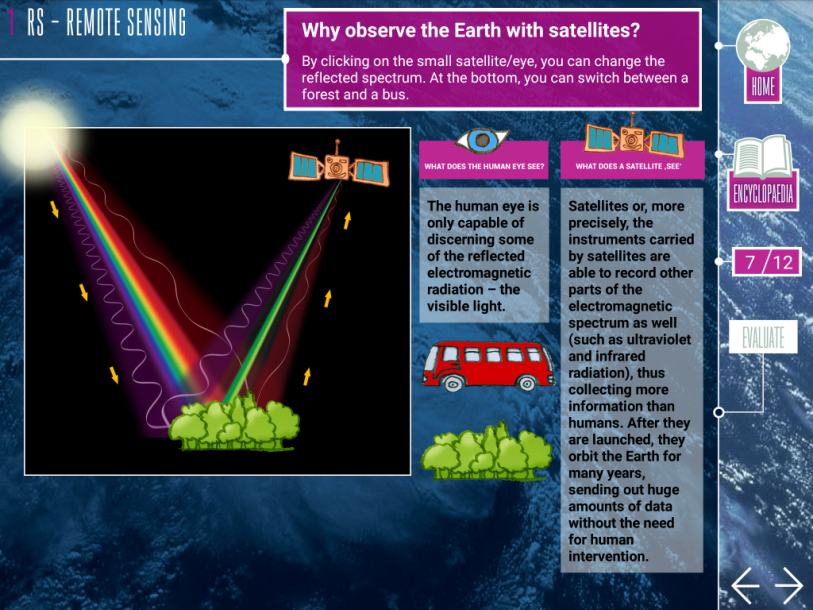 1 RS - REMOTE SENSING
Why observe the Earth with satellites?
By clicking on the small satellite/eye, you can change the
reflected spectrum. At the bottom, you can switch between a
forest and a bus.
HOME
WHAT DOES THE HUMAN EYE SEE?
The human eye is
only capable of
discerning some
of the reflected
electromagnetic
radiation – the
visible light.
WHAT DOES A SATELLITE ‚SEE'
Satellites or, more
precisely, the
instruments carried
by satellites are
able to record other
parts of the
electromagnetic
spectrum as well
(such as ultraviolet
and infrared
radiation), thus
collecting more
information than
humans. After they
are launched, they
orbit the Earth for
many years,
sending out huge
amounts of data
without the need
for human
intervention.
ENCYCLOPAEDIA
7 /12
EVALUATE